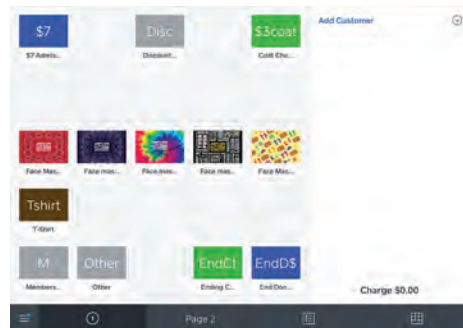 $7 Disc $3coat Add Customer
$7 Admis... Discount... Coat Che...
Face Mas... Face mas... Face mas... Face mas... Face Mas...
Tshirt
T-Shirt
M Other EndCt EndD$
Members... Other Ending C... End Don...
Charge $0.00
Page 2